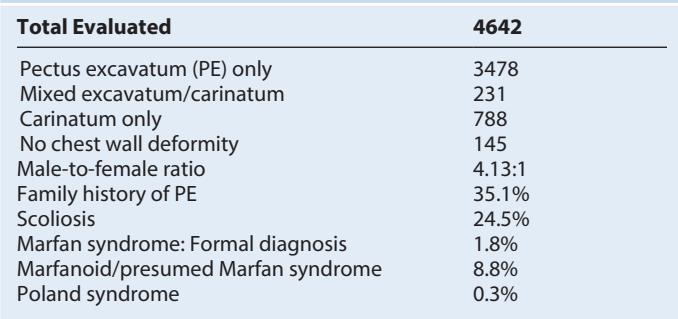 Total Evaluated 4642
Pectus excavatum (PE) only 3478
Mixed excavatum/carinatum 231
Carinatum only 788
No chest wall deformity 145
Male-to-female ratio 4.13:1
Family history of PE 35.1%
Scoliosis 24.5%
Marfan syndrome: Formal diagnosis 1.8%
Marfanoid/presumed Marfan syndrome 8.8%
Poland syndrome 0.3%